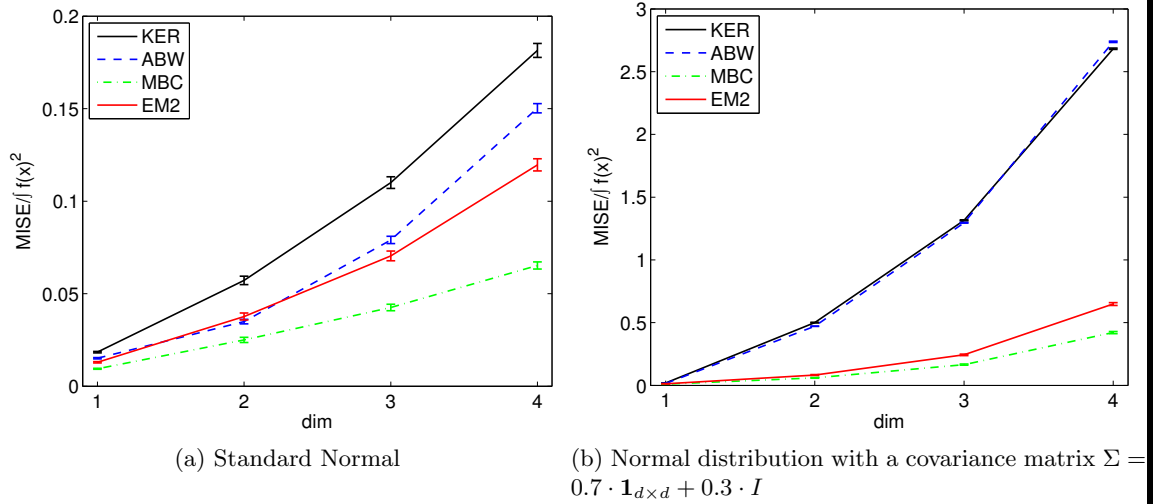 0.2
0.15
0.1
0.05
0
MISE/∫ f(x)²
KER
ABW
MBC
EM2
1 2 3 4
dim
(a) Standard Normal
3
2.5
2
1.5
1
0.5
0
MISE/∫ f(x)²
KER
ABW
MBC
EM2
1 2 3 4
dim
(b) Normal distribution with a covariance matrix Σ =
0.7 · 𝟏d×d + 0.3 · I